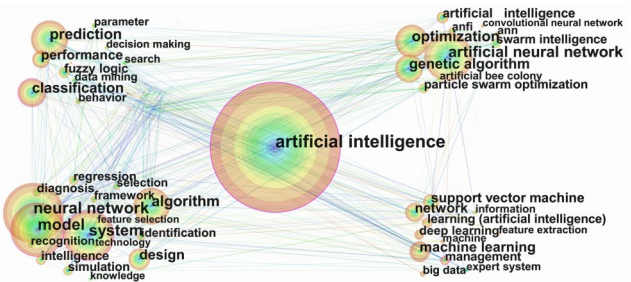 parameter
prediction
decision making
performance
search
fuzzy logic
data mining
classification
behavior
artificial intelligence
convolutional neural network
anfi
ann
optimization
swarm intelligence
artificial neural network
genetic algorithm
artificial bee colony
particle swarm optimization
artificial intelligence
regression
selection
diagnosis
framework
algorithm
neural network
feature selection
model
system
identification
recognition
technology
intelligence
design
simulation
knowledge
support vector machine
network
information
learning (artificial intelligence)
deep learning
feature extraction
machine
machine learning
management
big data
expert system